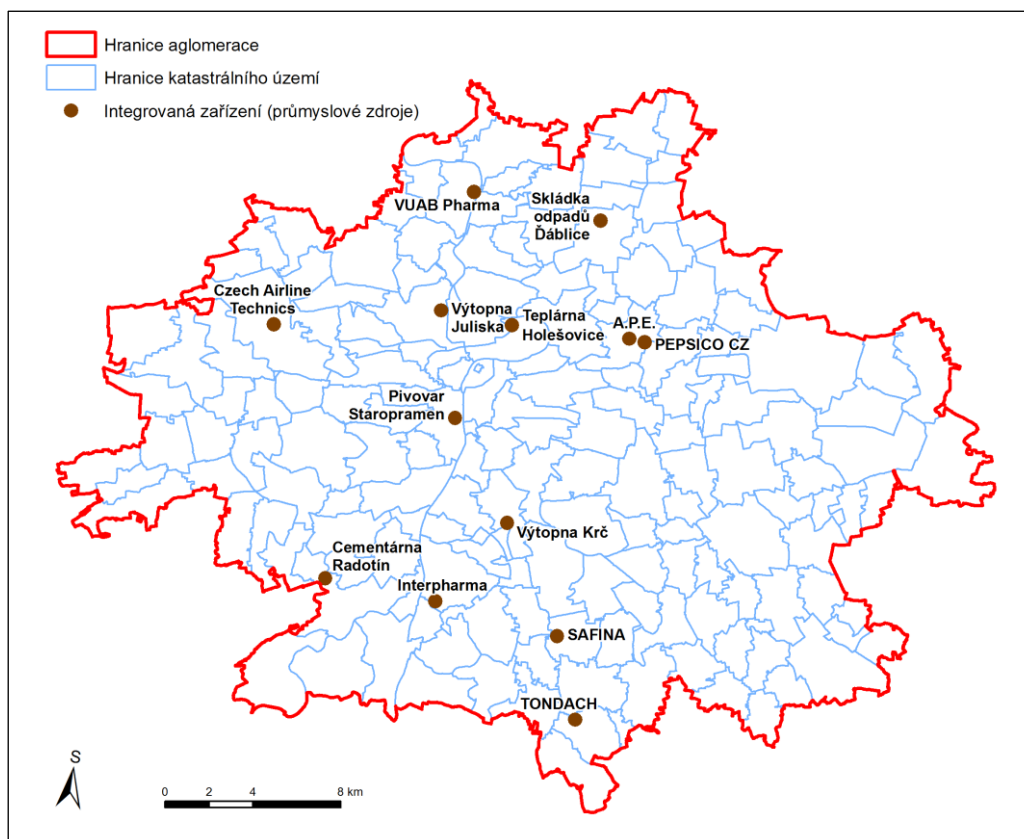 Hranice aglomerace
Hranice katastrálního území
Integrovaná zařízení (průmyslové zdroje)
VUAB Pharma
Skládka
odpadů
Ďáblice
Czech Airline
Technics
Výtopna
Juliska
Teplárna
Holešovice
A.P.E.
PEPSICO CZ
Pivovar
Staropramen
Výtopna Krč
Cementárna
Radotín
Interpharma
SAFINA
TONDACH
S
0 2 4 8 km